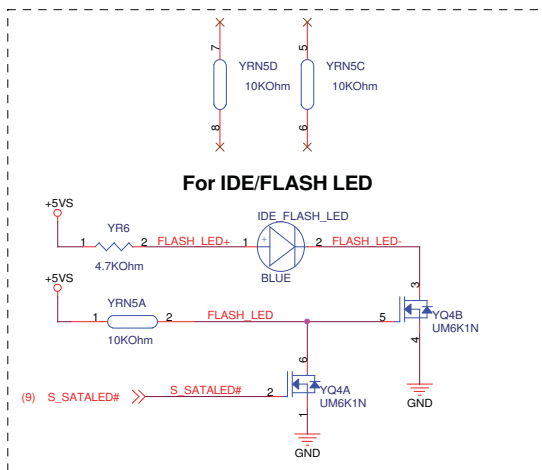 7
5
YRN5D
YRN5C
10KOhm
10KOhm
8
6
For IDE/FLASH LED
+5VS
YR6
IDE_FLASH_LED
1
2
FLASH_LED+
1
+
2
FLASH_LED-
4.7KOhm
BLUE
3
+5VS
YRN5A
1
2
FLASH_LED
5
YQ4B
UM6K1N
10KOhm
4
6
(9)
S_SATALED#
S_SATALED#
2
YQ4A
UM6K1N
GND
1
GND